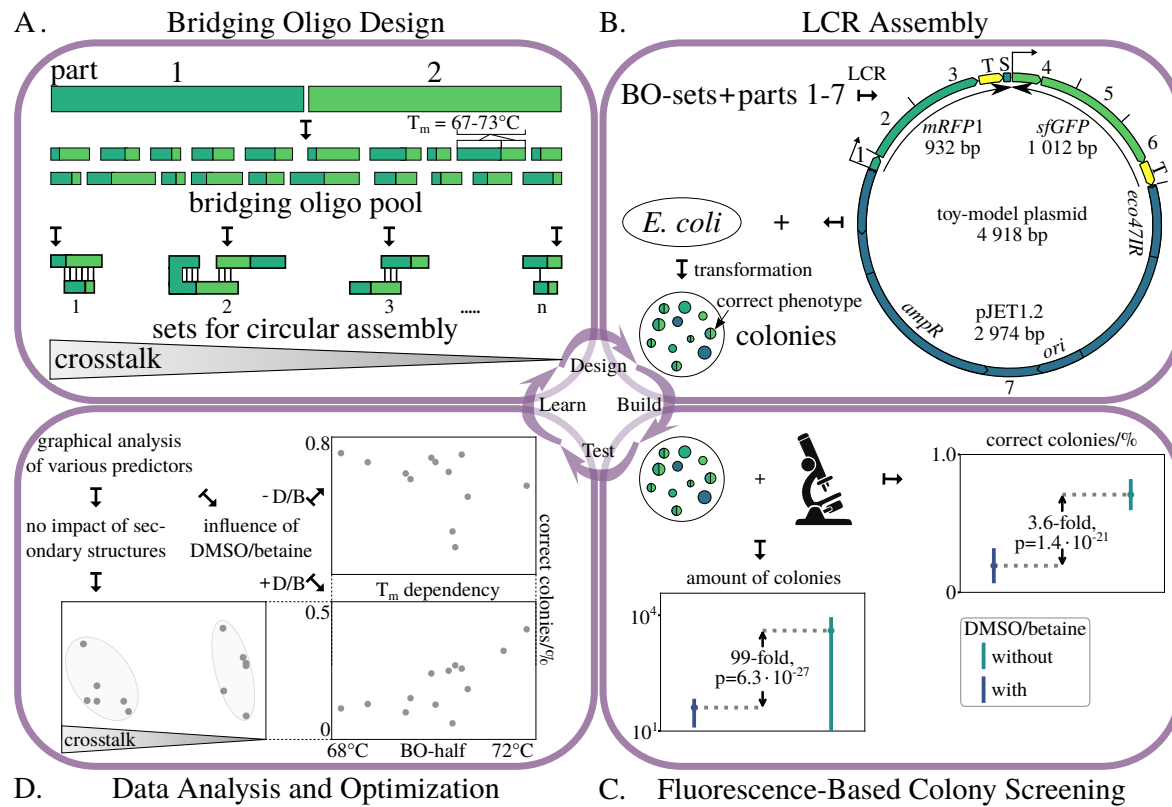 A. Bridging Oligo Design
part 1 2
Tm = 67-73°C
bridging oligo pool
1 2 3 ..... n
sets for circular assembly
crosstalk
B. LCR Assembly
BO-sets+parts 1-7
LCR
1 2 3 T S 4 5 6 T
mRFP1
932 bp
sfGFP
1 012 bp
eco47IR
toy-model plasmid
4 918 bp
E. coli +
transformation
correct phenotype
colonies
pJET1.2
2 974 bp
ampR
ori
7
Design
Learn Build
Test
graphical analysis
of various predictors
no impact of sec-
ondary structures
influence of
DMSO/betaine
- D/B
+D/B
0.8
Tm dependency
0.5
0
correct colonies/%
68°C BO-half 72°C
crosstalk
D. Data Analysis and Optimization
+
correct colonies/%
1.0
0
3.6-fold,
p=1.4·10-21
amount of colonies
104
101
99-fold,
p=6.3·10-27
DMSO/betaine
without
with
C. Fluorescence-Based Colony Screening